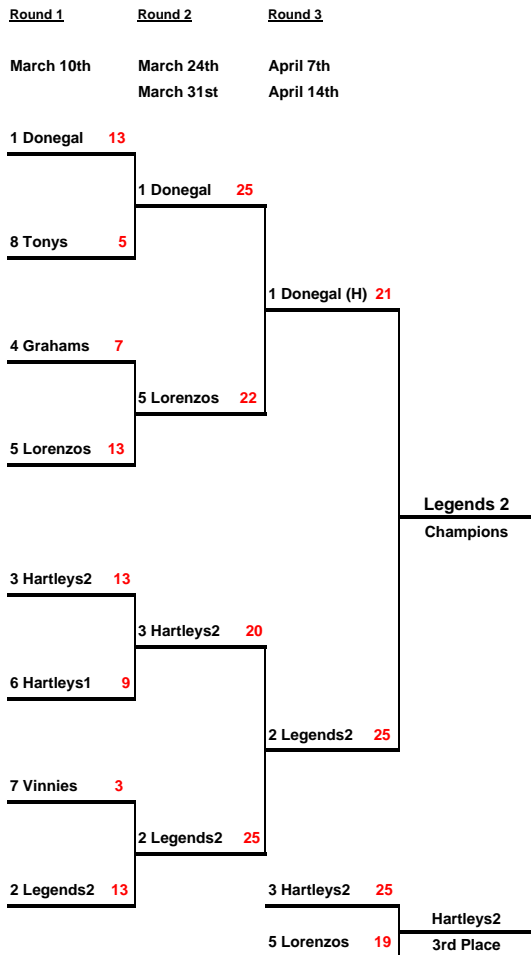 Round 1 Round 2 Round 3
March 10th March 24th April 7th
March 31st April 14th
1 Donegal 13
1 Donegal 25
8 Tonys 5
1 Donegal (H) 21
4 Grahams 7
5 Lorenzos 22
5 Lorenzos 13
Legends 2
Champions
3 Hartleys2 13
3 Hartleys2 20
6 Hartleys1 9
2 Legends2 25
7 Vinnies 3
2 Legends2 25
2 Legends2 13
3 Hartleys2 25
Hartleys2
5 Lorenzos 19
3rd Place